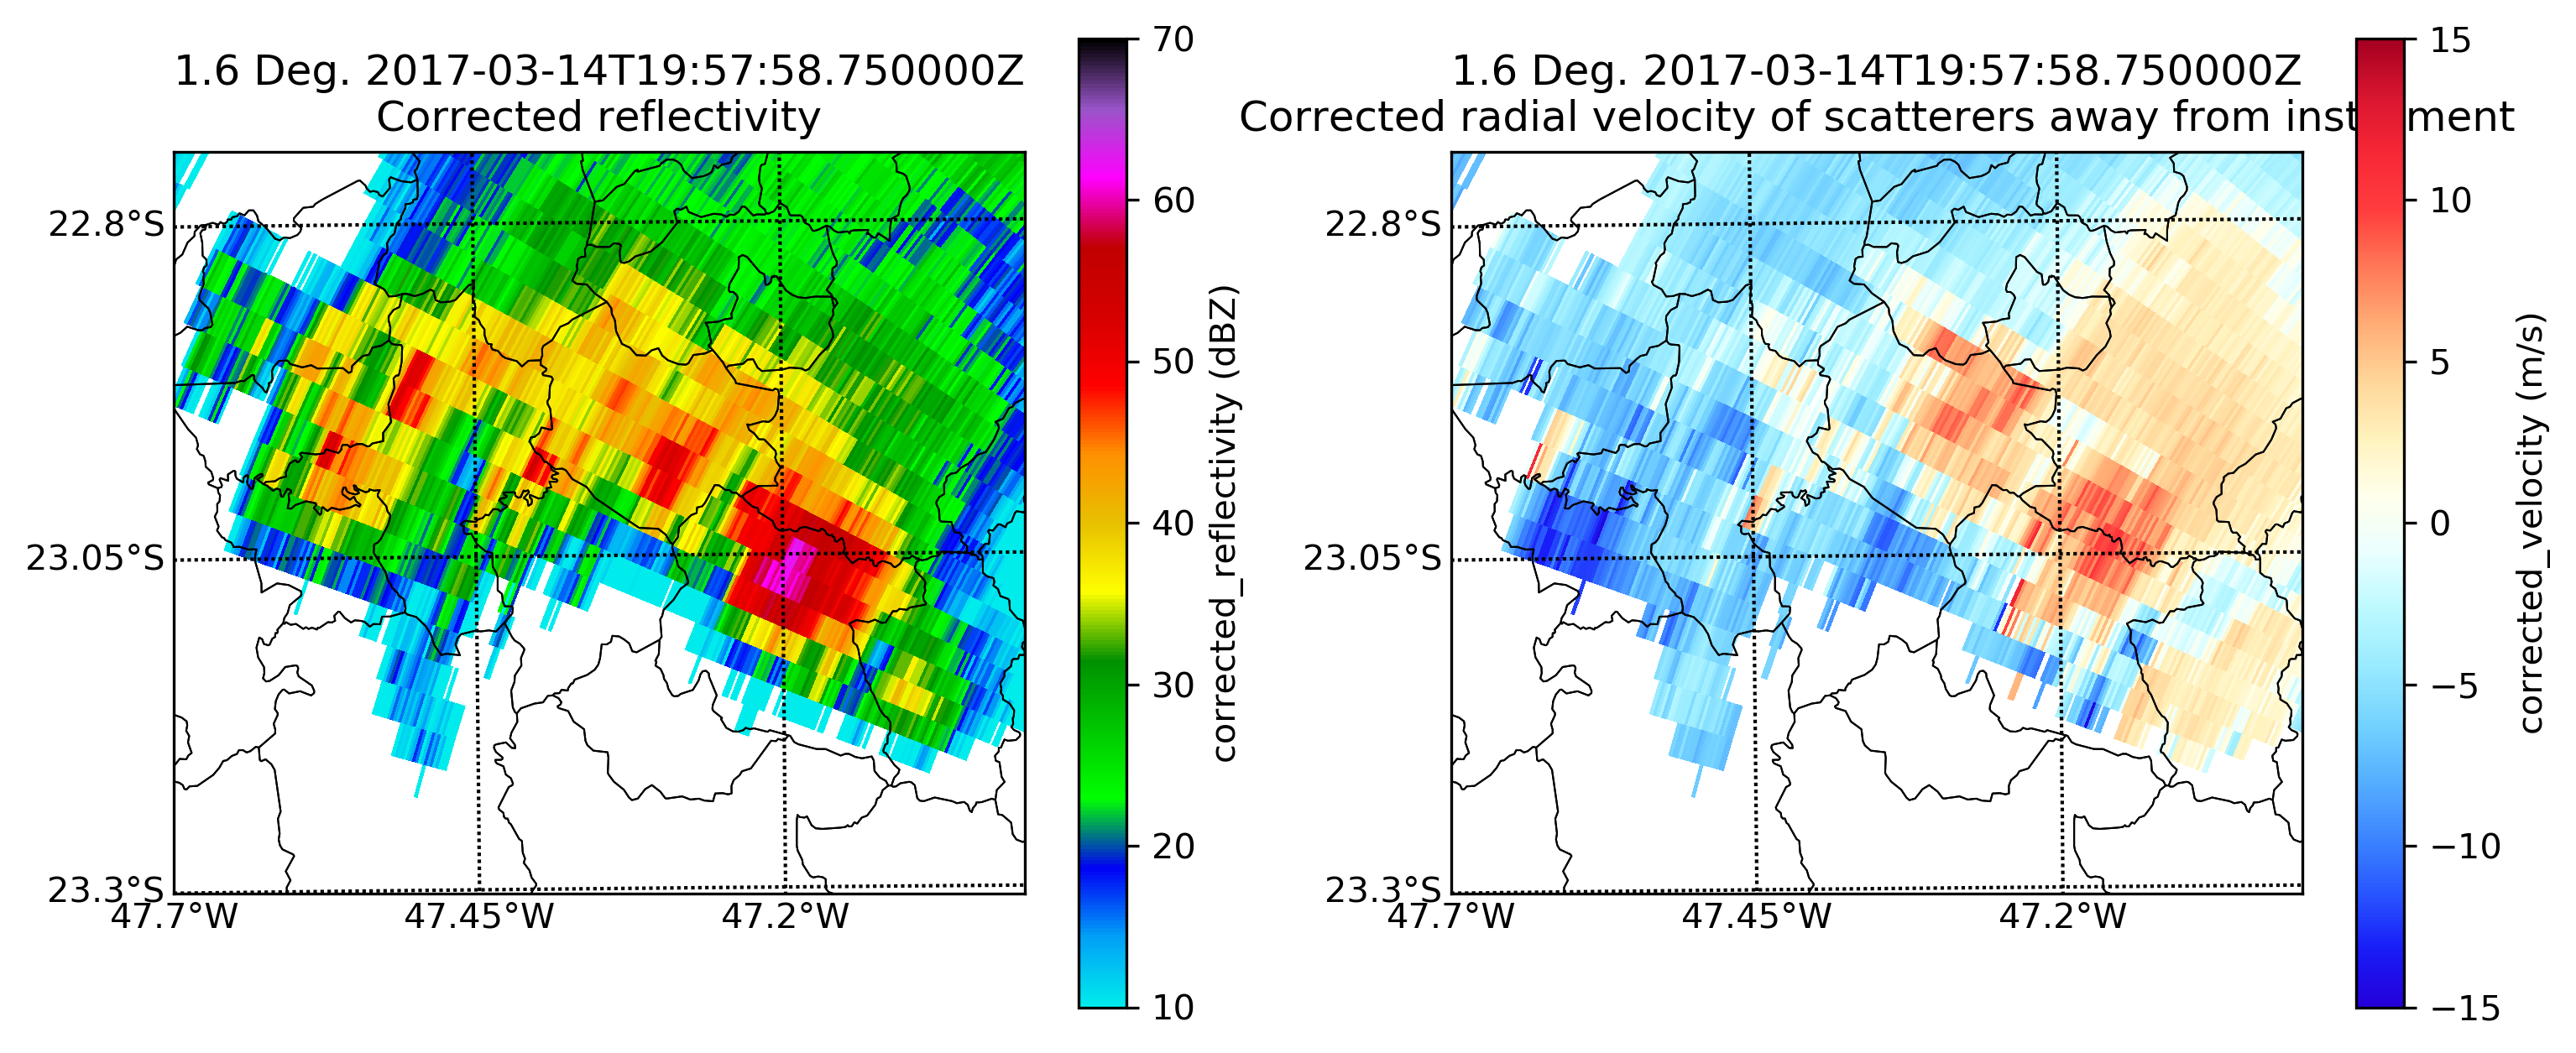 1.6 Deg. 2017-03-14T19:57:58.750000Z
Corrected reflectivity
22.8°S
23.05°S
23.3°S
47.7°W
47.45°W
47.2°W
70
60
50
40
30
20
10
corrected_reflectivity (dBZ)
1.6 Deg. 2017-03-14T19:57:58.750000Z
Corrected radial velocity of scatterers away from inst ment
22.8°S
23.05°S
23.3°S
47.7°W
47.45°W
47.2°W
15
10
5
0
−5
−10
−15
corrected_velocity (m/s)